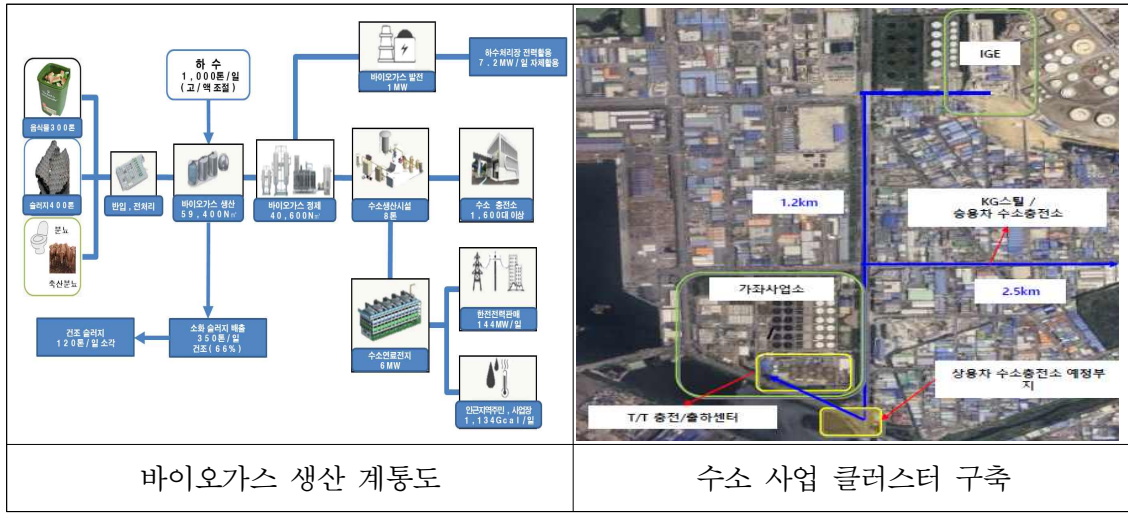 하 수
1,000톤/일
(고/액 조절)
바이오가스 발전
1MW
하수처리장 전력활용
7.2MW/일 자체활용
음식물300톤
슬러지400톤
분뇨
축산분뇨
반입,전처리
바이오가스 생산
59,400N㎥
바이오가스 정제
40,600N㎥
수소생산시설
8톤
수소 충전소
1,600대 이상
소화 슬러지 배출
350톤/일
건조(66%)
건조 슬러지
120톤/일 소각
수소연료전지
6MW
한전전력판매
144MW/일
인근지역주민,사업장
1,134Gcal/일
바이오가스 생산 계통도
IGE
1.2km
KG스틸 /
승용차 수소충전소
2.5km
가좌사업소
상용차 수소충전소 예정부
지
T/T 충전/출하센터
수소 사업 클러스터 구축